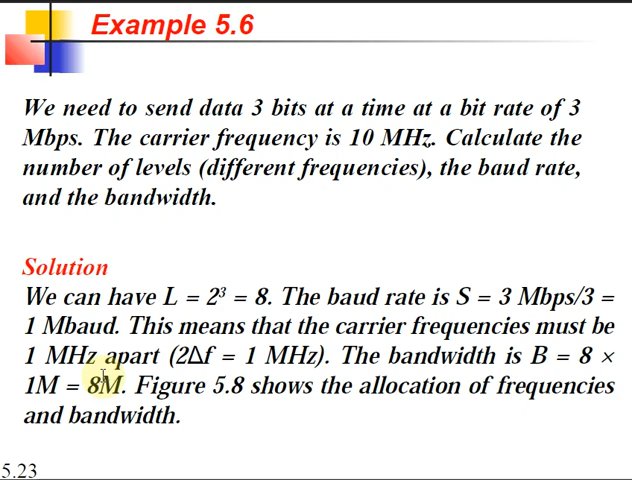 Example 5.6
We need to send data 3 bits at a time at a bit rate of 3
Mbps. The carrier frequency is 10 MHz. Calculate the
number of levels (different frequencies), the baud rate,
and the bandwidth.
Solution
We can have L = 2³ = 8. The baud rate is S = 3 Mbps/3 =
1 Mbaud. This means that the carrier frequencies must be
1 MHz apart (2Δf = 1 MHz). The bandwidth is B = 8 ×
1M = 8M. Figure 5.8 shows the allocation of frequencies
and bandwidth.
5.23